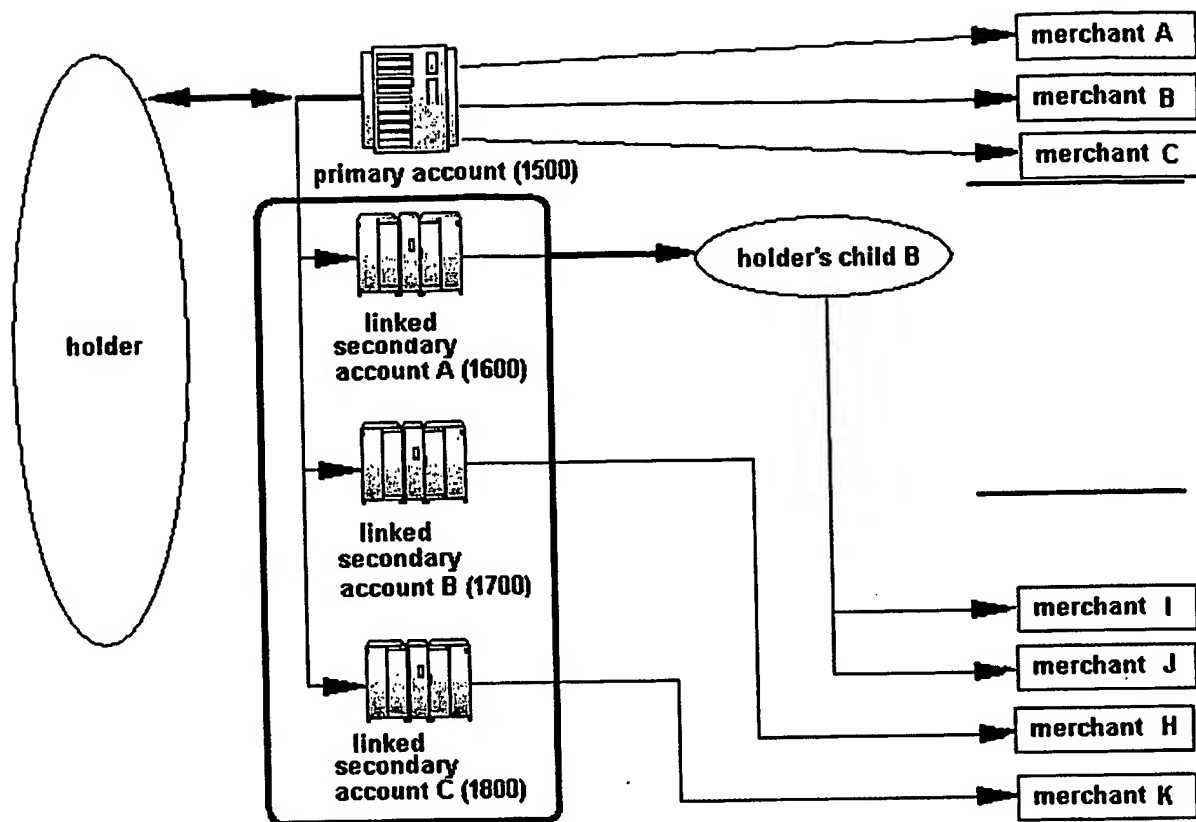 merchant A
merchant B
merchant C
primary account (1500)
holder's child B
holder
linked
secondary
account A (1600)
linked
secondary
account B (1700)
merchant I
merchant J
merchant H
linked
secondary
account C (1800)
merchant K